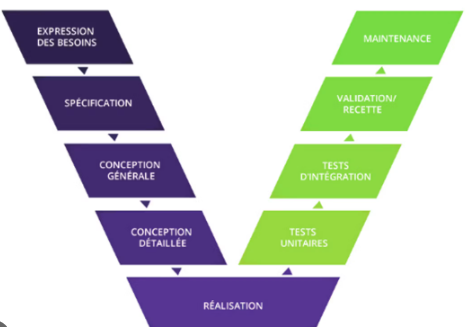 EXPRESSION
DES BESOINS
SPÉCIFICATION
CONCEPTION
GÉNÉRALE
CONCEPTION
DÉTAILLÉE
RÉALISATION
TESTS
UNITAIRES
TESTS
D'INTÉGRATION
VALIDATION/
RECETTE
MAINTENANCE